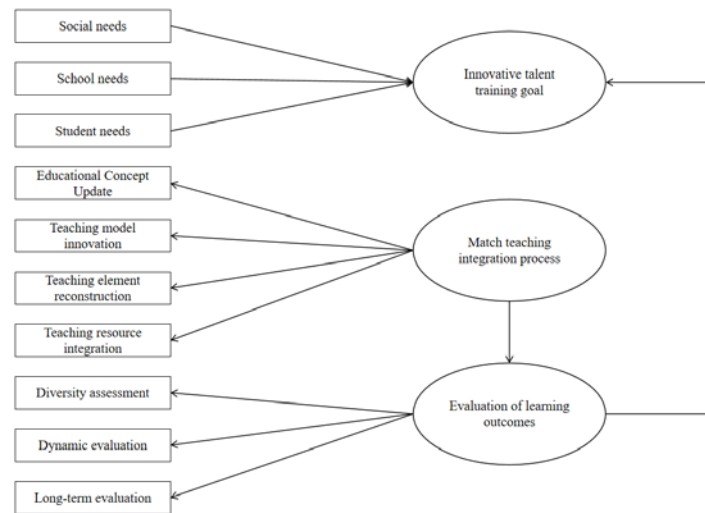 Social needs
School needs
Student needs
Educational Concept
Update
Teaching model
innovation
Teaching element
reconstruction
Teaching resource
integration
Diversity assessment
Dynamic evaluation
Long-term evaluation
Innovative talent
training goal
Match teaching
integration process
Evaluation of learning
outcomes